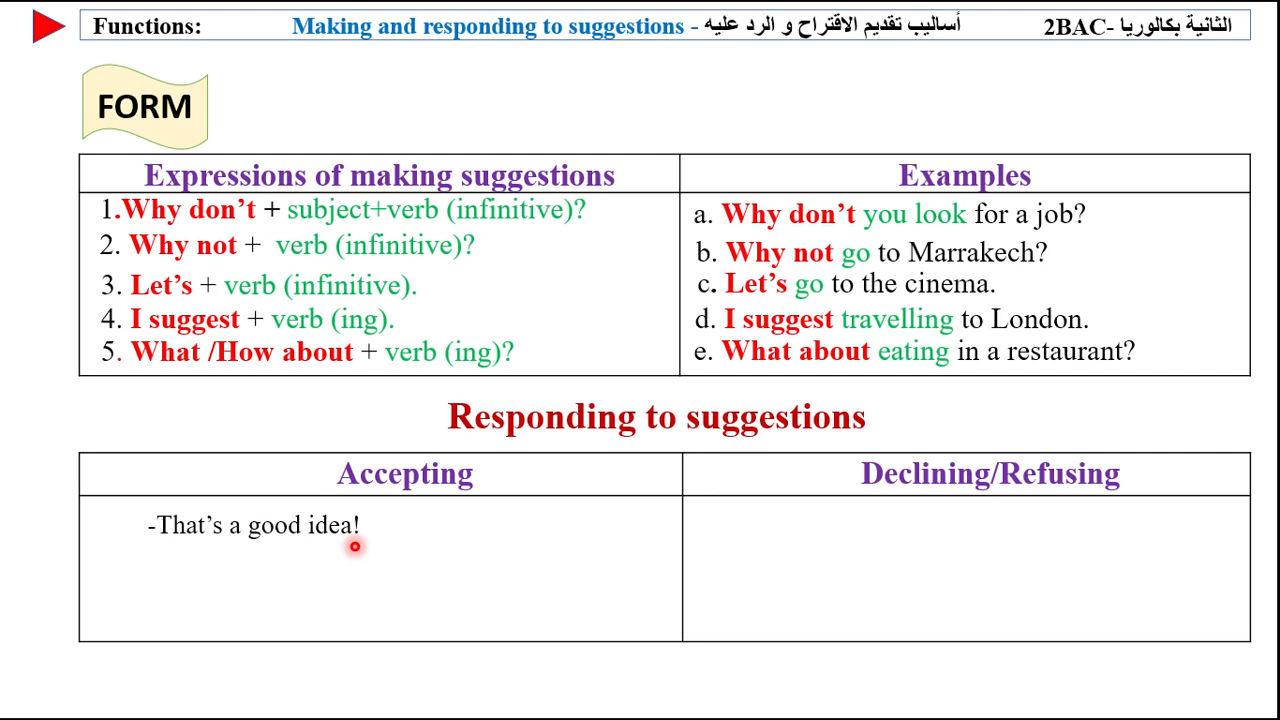 Functions: Making and responding to suggestions - أساليب تقديم الاقتراح و الرد عليه 2BAC- الثانية بكالوريا
FORM
Expressions of making suggestions
1.Why don’t + subject+verb (infinitive)?
2. Why not + verb (infinitive)?
3. Let’s + verb (infinitive).
4. I suggest + verb (ing).
5. What /How about + verb (ing)?
Examples
a. Why don’t you look for a job?
b. Why not go to Marrakech?
c. Let’s go to the cinema.
d. I suggest travelling to London.
e. What about eating in a restaurant?
Responding to suggestions
Accepting
-That’s a good idea!
Declining/Refusing